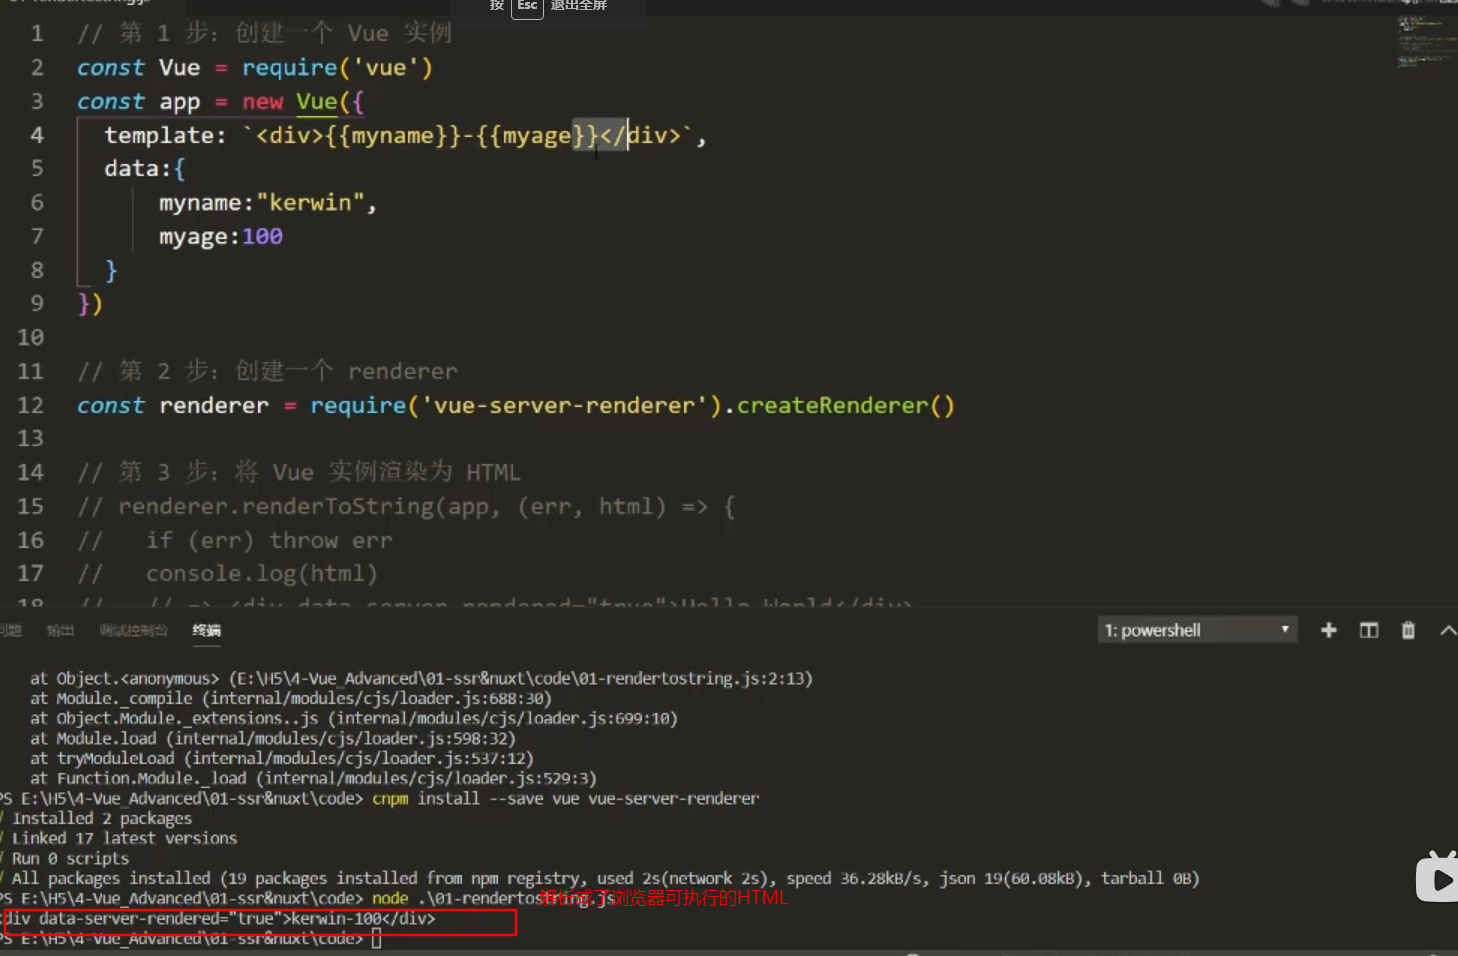 按 Esc 退出全屏
1 // 第 1 步：创建一个 Vue 实例
2 const Vue = require('vue')
3 const app = new Vue({
4 template: `<div>{{myname}}-{{myage}}</div>`,
5 data:{
6 myname:"kerwin",
7 myage:100
8 }
9 })
10
11 // 第 2 步：创建一个 renderer
12 const renderer = require('vue-server-renderer').createRenderer()
13
14 // 第 3 步：将 Vue 实例渲染为 HTML
15 // renderer.renderToString(app, (err, html) => {
16 // if (err) throw err
17 // console.log(html)
18 // // => <div data-server-rendered="true">Hello World</div>
问题 输出 调试控制台 终端 1: powershell
at Object.<anonymous> (E:\H5\4-Vue_Advanced\01-ssr&nuxt\code\01-rendertostring.js:2:13)
at Module._compile (internal/modules/cjs/loader.js:688:30)
at Object.Module._extensions..js (internal/modules/cjs/loader.js:699:10)
at Module.load (internal/modules/cjs/loader.js:598:32)
at tryModuleLoad (internal/modules/cjs/loader.js:537:12)
at Function.Module._load (internal/modules/cjs/loader.js:529:3)
PS E:\H5\4-Vue_Advanced\01-ssr&nuxt\code> cnpm install --save vue vue-server-renderer
√ Installed 2 packages
√ Linked 17 latest versions
√ Run 0 scripts
√ All packages installed (19 packages installed from npm registry, used 2s(network 2s), speed 36.28kB/s, json 19(60.08kB), tarball 0B)
PS E:\H5\4-Vue_Advanced\01-ssr&nuxt\code> node .\01-rendertostring.js
解析成了浏览器可执行的HTML
<div data-server-rendered="true">kerwin-100</div>
PS E:\H5\4-Vue_Advanced\01-ssr&nuxt\code>